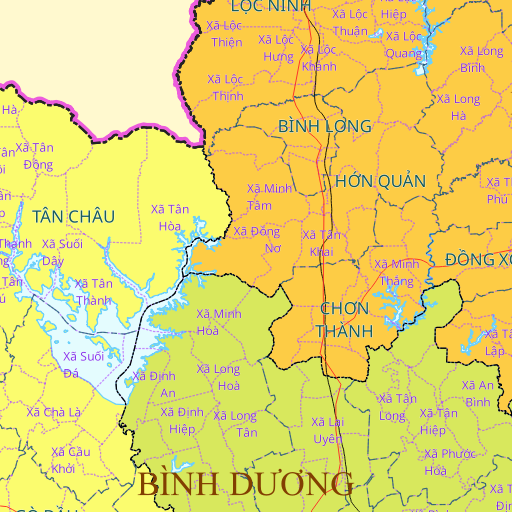 LỘC NINH
Xã Lộc
Thiện
Xã Lộc
Hưng
Xã Lộc
Thuận
Xã Lộc
Hiệp
Xã Lộc
Quang
Xã Lộc
Khánh
Xã Long
Bình
Xã Lộc
Thịnh
Xã Long
Hà
Hà
BÌNH LONG
Xã Tân
Đông
HỚN QUẢN
Xã Minh
Tâm
TÂN CHÂU
Xã Tân
Hòa
Xã Đồng
Nơ
Xã Tân
Khai
Xã Suối
Dây
ĐỒNG XO
Xã Minh
Thắng
Xã Tân
Thành
CHƠN
THÀNH
Xã Minh
Hoà
Xã Suối
Đá
Xã Định
An
Xã Long
Hoà
Xã An
Bình
Xã Tân
Long
Xã Tân
Hiệp
Xã Chà Là
Xã Định
Hiệp
Xã Long
Tân
Xã Lai
Uyên
Xã Cầu
Khởi
Xã Phước
Hoà
BÌNH DƯƠNG